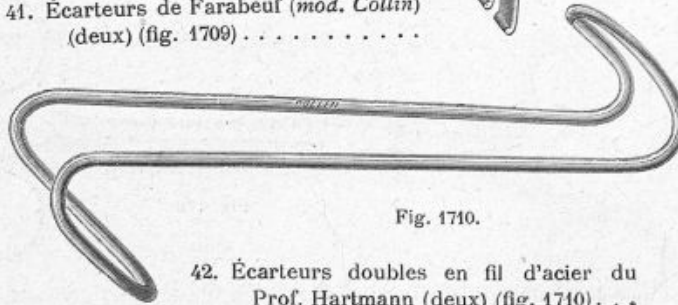 41. Écarteurs de Farabeuf (mod. Collin)
(deux) (fig. 1709) . . . . . . . . . . .
COLLIN
Fig. 1710.
42. Écarteurs doubles en fil d'acier du
Prof. Hartmann (deux) (fig. 1710). . .